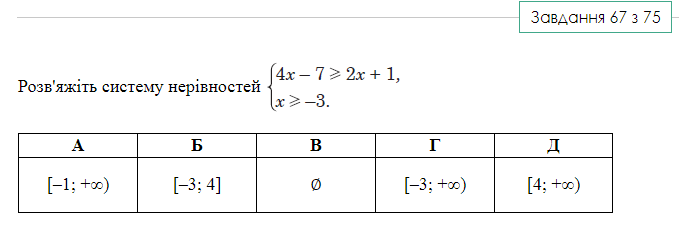 Завдання 67 з 75
Розв'яжіть систему нерівностей {4x – 7 ⩾ 2x + 1,
x ⩾ –3.
А Б В Г Д
[–1; +∞) [–3; 4] ∅ [–3; +∞) [4; +∞)